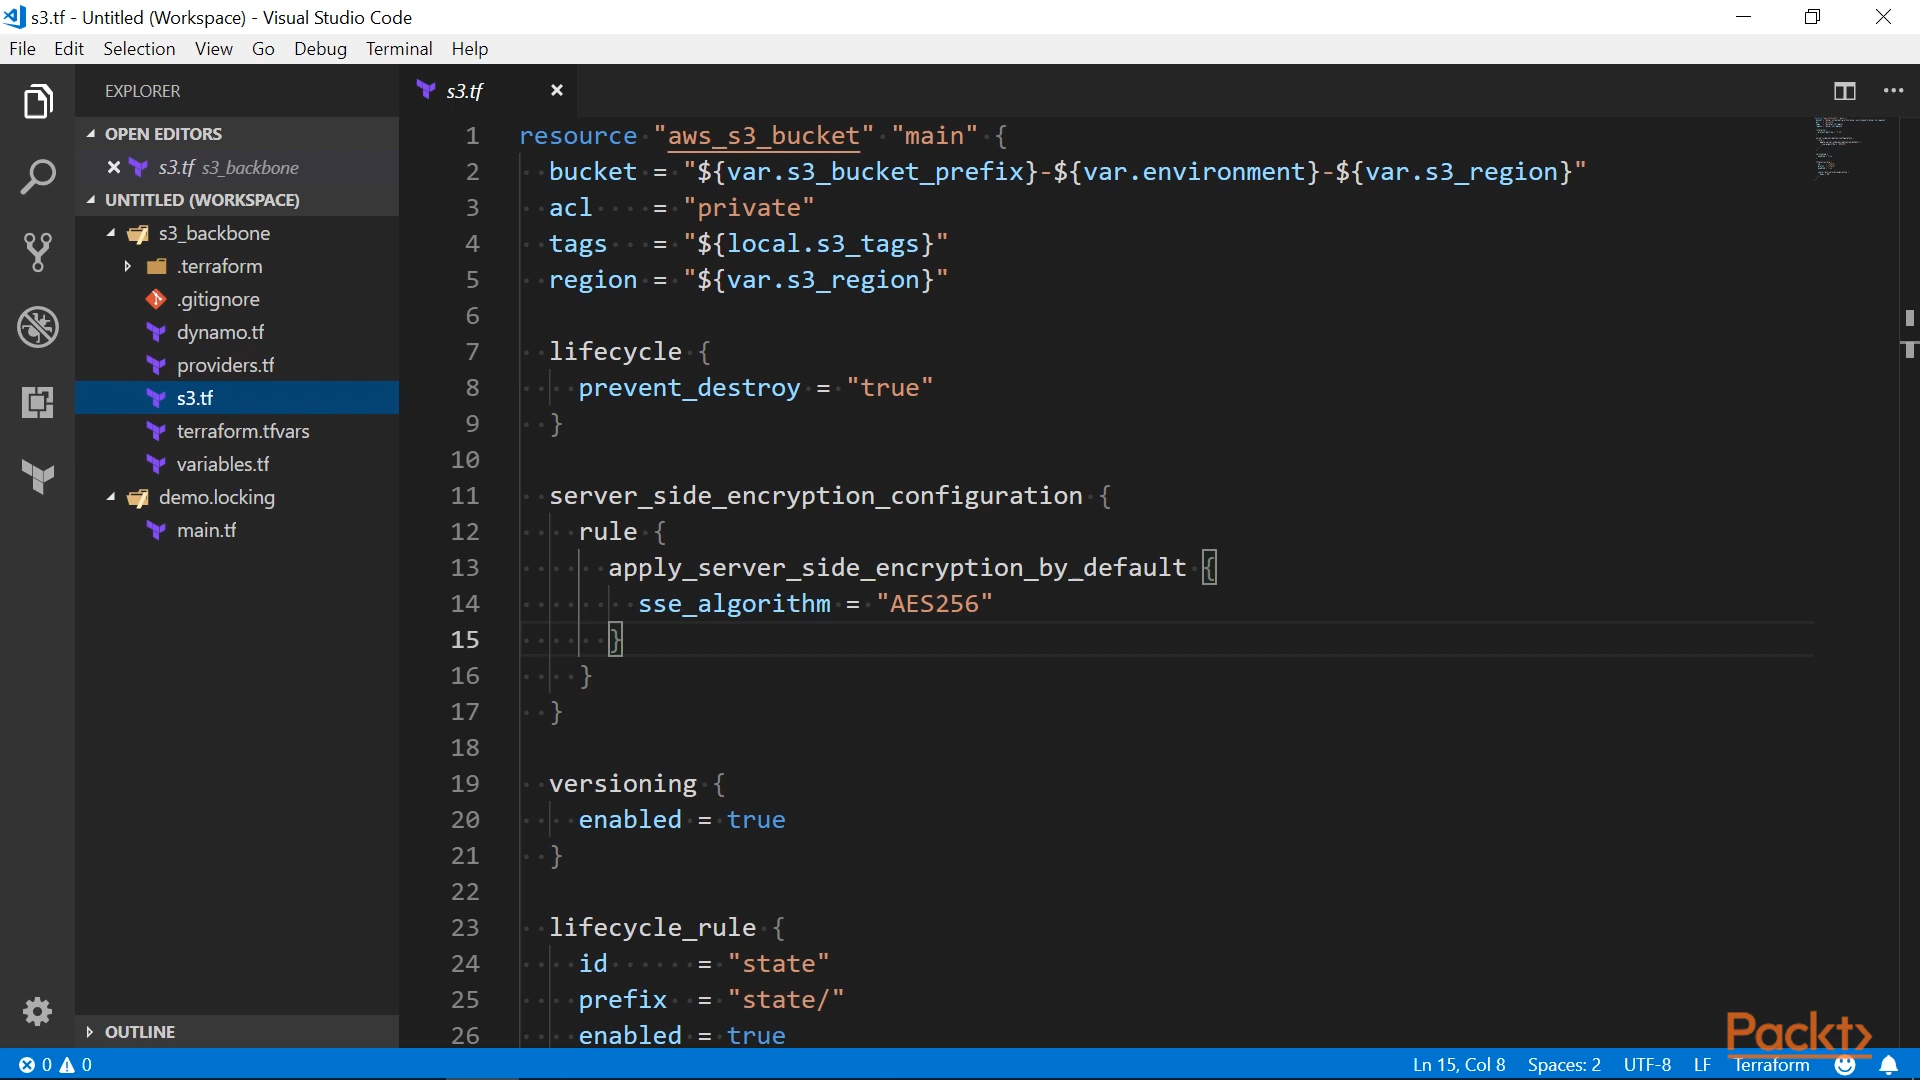 s3.tf - Untitled (Workspace) - Visual Studio Code
File Edit Selection View Go Debug Terminal Help
EXPLORER
OPEN EDITORS
s3.tf s3_backbone
UNTITLED (WORKSPACE)
s3_backbone
.terraform
.gitignore
dynamo.tf
providers.tf
s3.tf
terraform.tfvars
variables.tf
demo.locking
main.tf
OUTLINE
s3.tf
1 resource "aws_s3_bucket" "main" {
2   bucket = "${var.s3_bucket_prefix}-${var.environment}-${var.s3_region}"
3   acl    = "private"
4   tags   = "${local.s3_tags}"
5   region = "${var.s3_region}"
6
7   lifecycle {
8     prevent_destroy = "true"
9   }
10
11   server_side_encryption_configuration {
12     rule {
13       apply_server_side_encryption_by_default {
14         sse_algorithm = "AES256"
15       }
16     }
17   }
18
19   versioning {
20     enabled = true
21   }
22
23   lifecycle_rule {
24     id      = "state"
25     prefix  = "state/"
26     enabled = true
Packt>
0 0
Ln 15, Col 8 Spaces: 2 UTF-8 LF Terraform